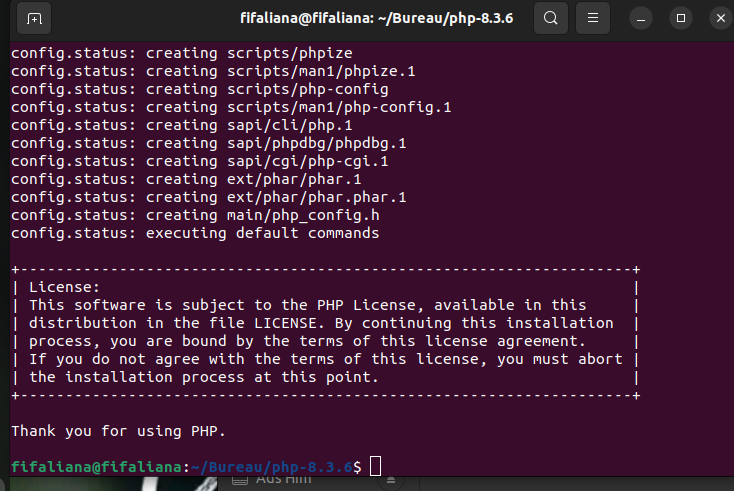 fifaliana@fifaliana: ~/Bureau/php-8.3.6
config.status: creating scripts/phpize
config.status: creating scripts/man1/phpize.1
config.status: creating scripts/php-config
config.status: creating scripts/man1/php-config.1
config.status: creating sapi/cli/php.1
config.status: creating sapi/phpdbg/phpdbg.1
config.status: creating sapi/cgi/php-cgi.1
config.status: creating ext/phar/phar.1
config.status: creating ext/phar/phar.phar.1
config.status: creating main/php_config.h
config.status: executing default commands
+--------------------------------------------------------------------+
| License:                                                           |
| This software is subject to the PHP License, available in this     |
| distribution in the file LICENSE. By continuing this installation  |
| process, you are bound by the terms of this license agreement.     |
| If you do not agree with the terms of this license, you must abort |
| the installation process at this point.                            |
+--------------------------------------------------------------------+
Thank you for using PHP.
fifaliana@fifaliana:~/Bureau/php-8.3.6$
Ads Him